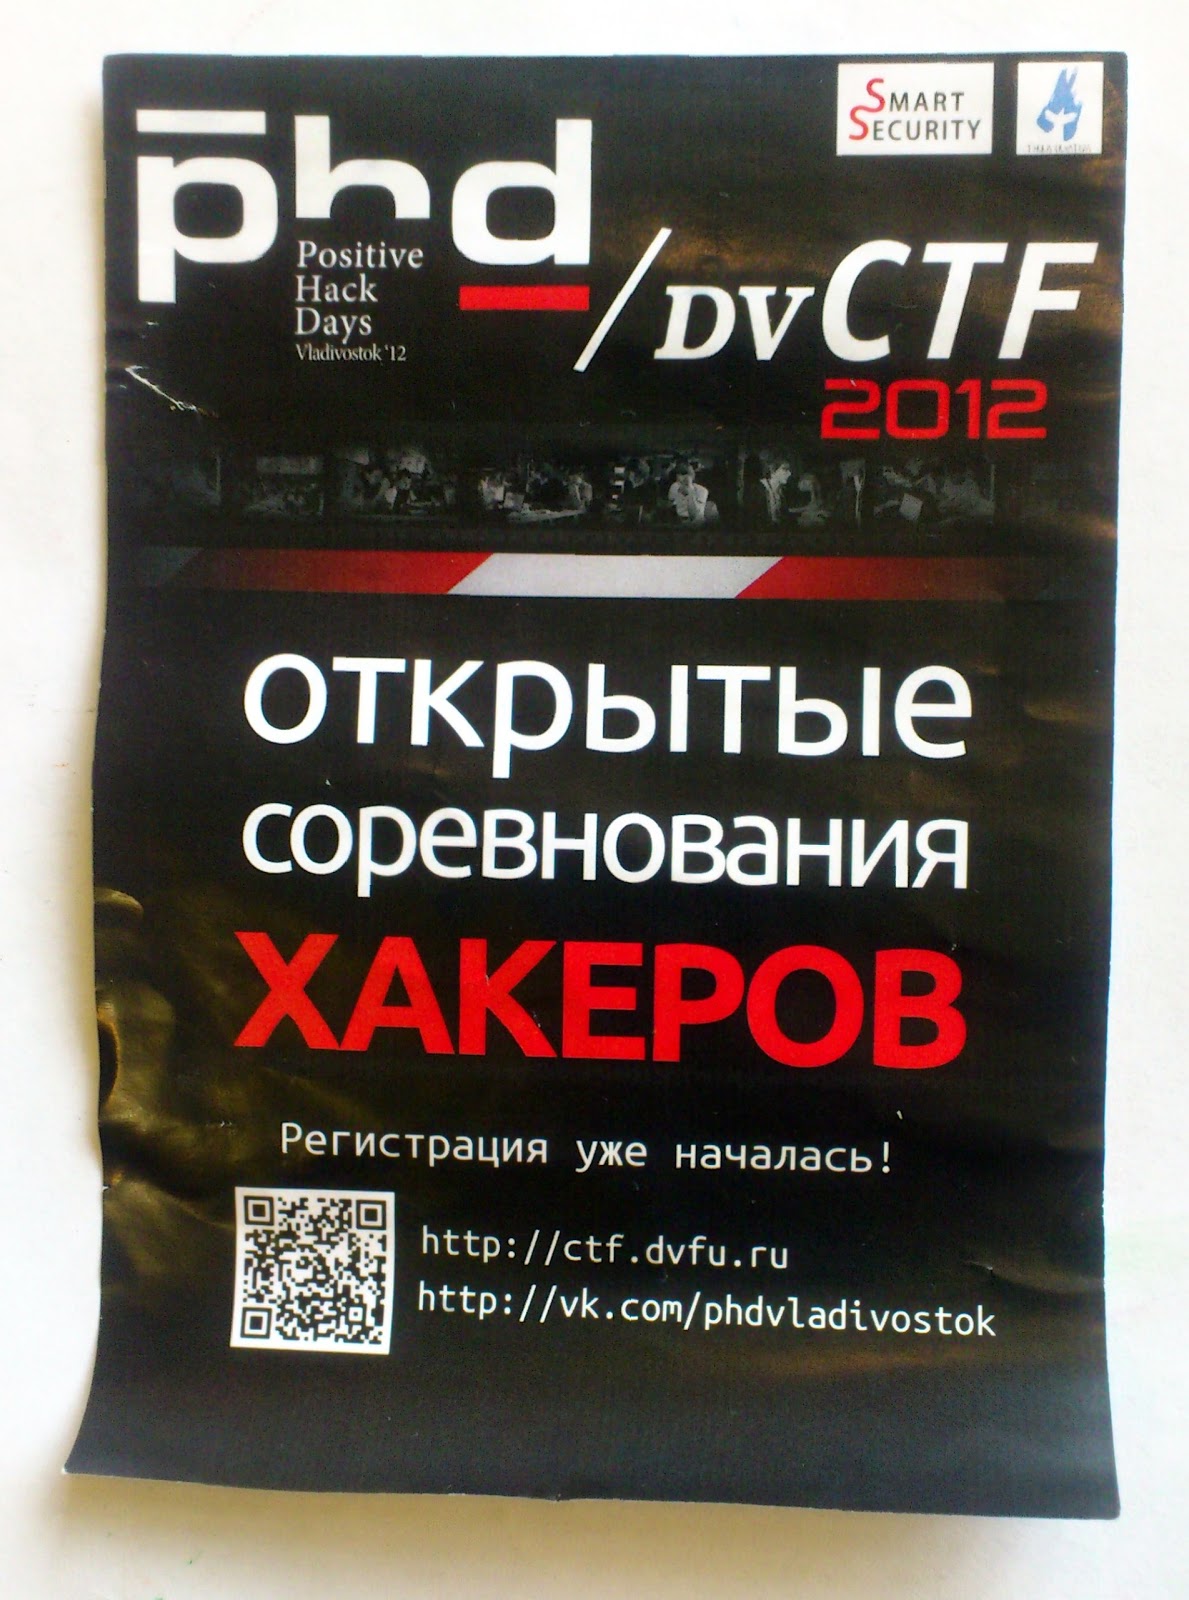 SMART
SECURITY
phd
Positive
Hack
Days
Vladivostok '12
/DVCTF
2012
открытые
соревнования
ХАКЕРОВ
Регистрация уже началась!
http://ctf.dvfu.ru
http://vk.com/phdvladivostok